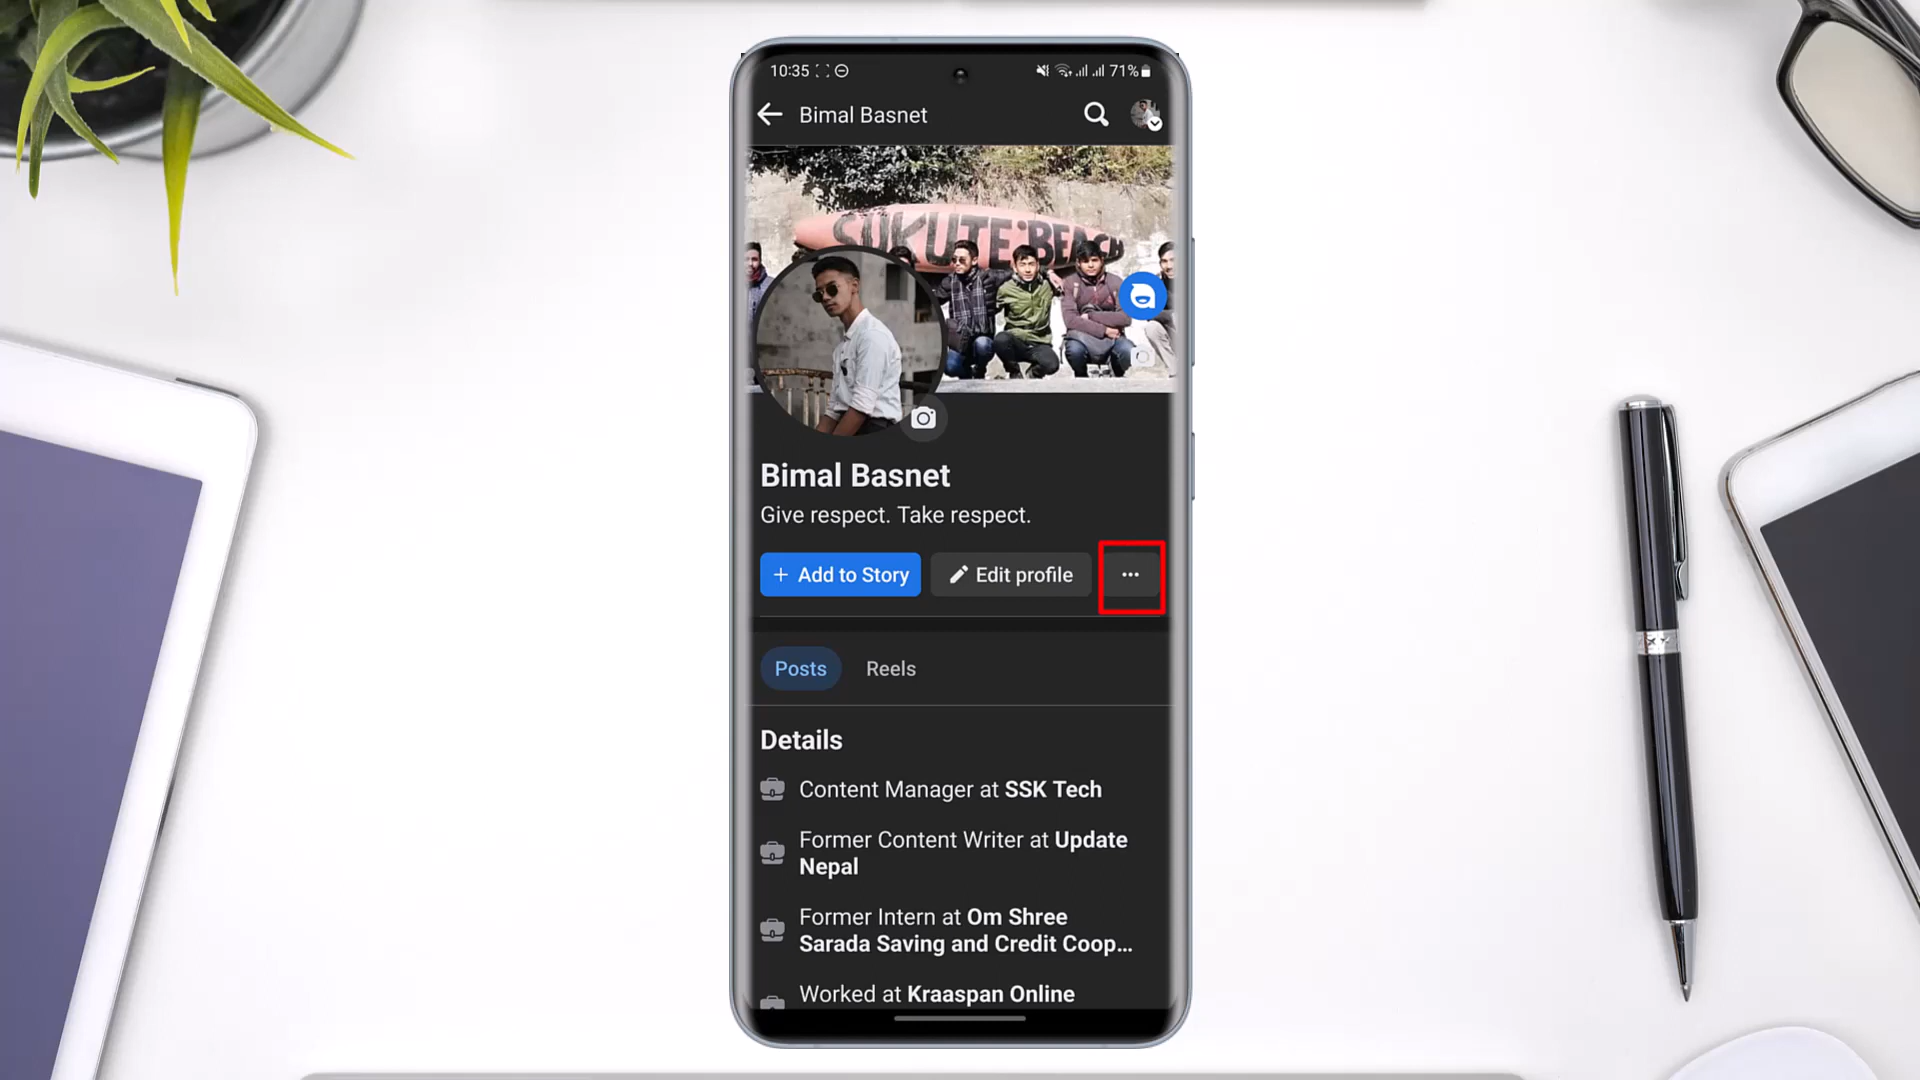 10:35
71%
Bimal Basnet
SUKUTE BEACH
Bimal Basnet
Give respect. Take respect.
+ Add to Story
Edit profile
...
Posts
Reels
Details
Content Manager at SSK Tech
Former Content Writer at Update
Nepal
Former Intern at Om Shree
Sarada Saving and Credit Coop...
Worked at Kraaspan Online